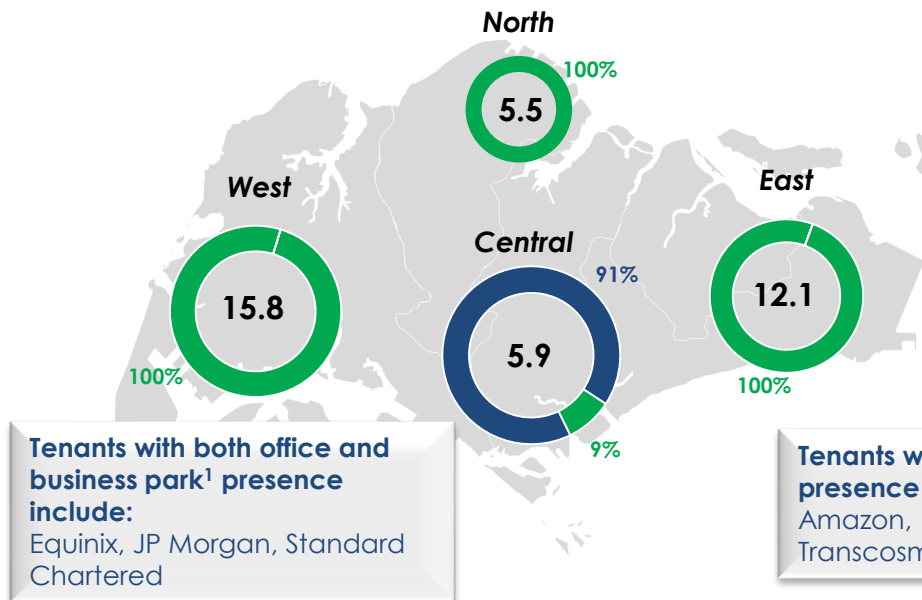 North
100%
5.5
West
East
Central
91%
15.8
12.1
5.9
100%
100%
9%
Tenants with both office and
business park¹ presence
include:
Equinix, JP Morgan, Standard
Chartered
Tenants
presence
Amazon,